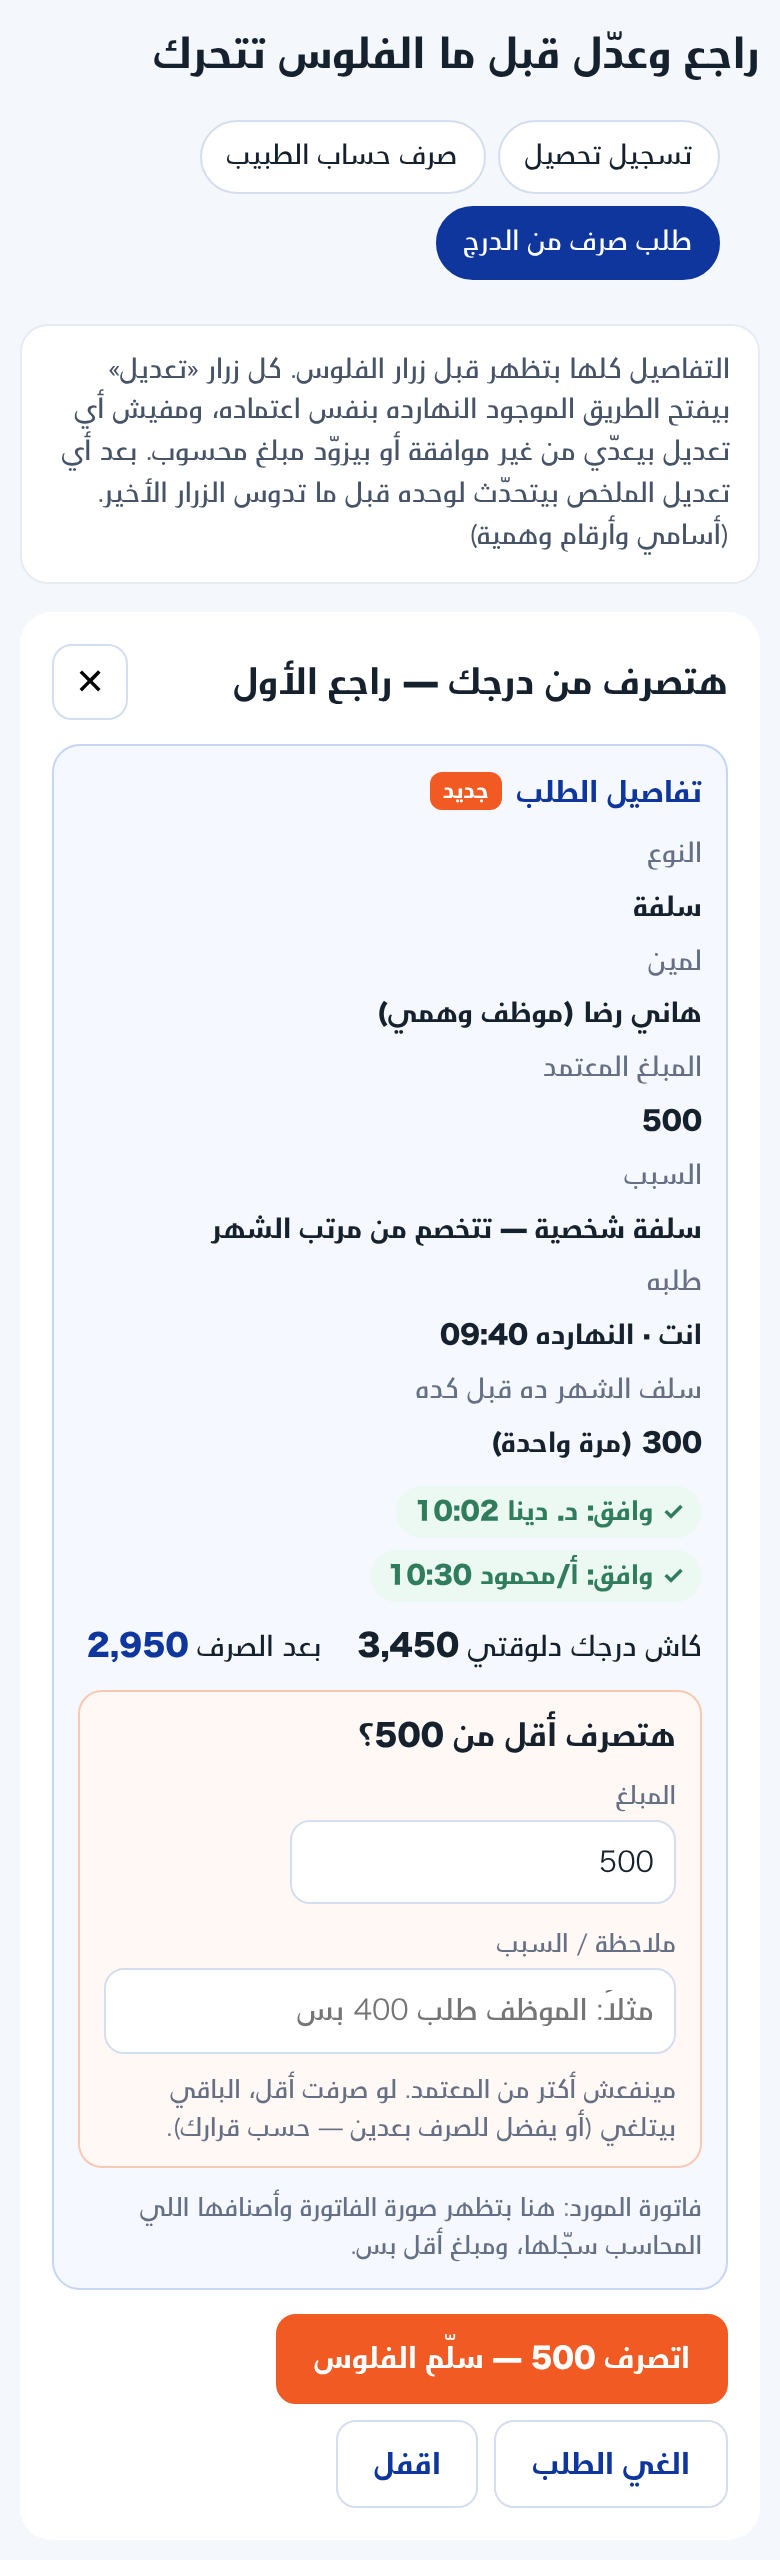 راجع وعدّل قبل ما الفلوس تتحرك
تسجيل تحصيل
صرف حساب الطبيب
طلب صرف من الدرج
التفاصيل كلها بتظهر قبل زرار الفلوس. كل زرار «تعديل»
بيفتح الطريق الموجود النهارده بنفس اعتماده، ومفيش أي
تعديل بيعدّي من غير موافقة أو بيزوّد مبلغ محسوب. بعد أي
تعديل الملخص بيتحدّث لوحده قبل ما تدوس الزرار الأخير.
(أسامي وأرقام وهمية)
هتصرف من درجك — راجع الأول
✕
تفاصيل الطلب جديد
النوع
سلفة
لمين
هاني رضا (موظف وهمي)
المبلغ المعتمد
500
السبب
سلفة شخصية — تتخصم من مرتب الشهر
طلبه
انت · النهارده 09:40
سلف الشهر ده قبل كده
300 (مرة واحدة)
✓ وافق: د. دينا 10:02
✓ وافق: أ/محمود 10:30
كاش درجك دلوقتي 3,450 بعد الصرف 2,950
هتصرف أقل من 500؟
المبلغ
500
ملاحظة / السبب
مثلاً: الموظف طلب 400 بس
مينفعش أكتر من المعتمد. لو صرفت أقل، الباقي
بيتلغي (أو يفضل للصرف بعدين — حسب قرارك).
فاتورة المورد: هنا بتظهر صورة الفاتورة وأصنافها اللي
المحاسب سجّلها، ومبلغ أقل بس.
اتصرف 500 — سلّم الفلوس
الغي الطلب
اقفل